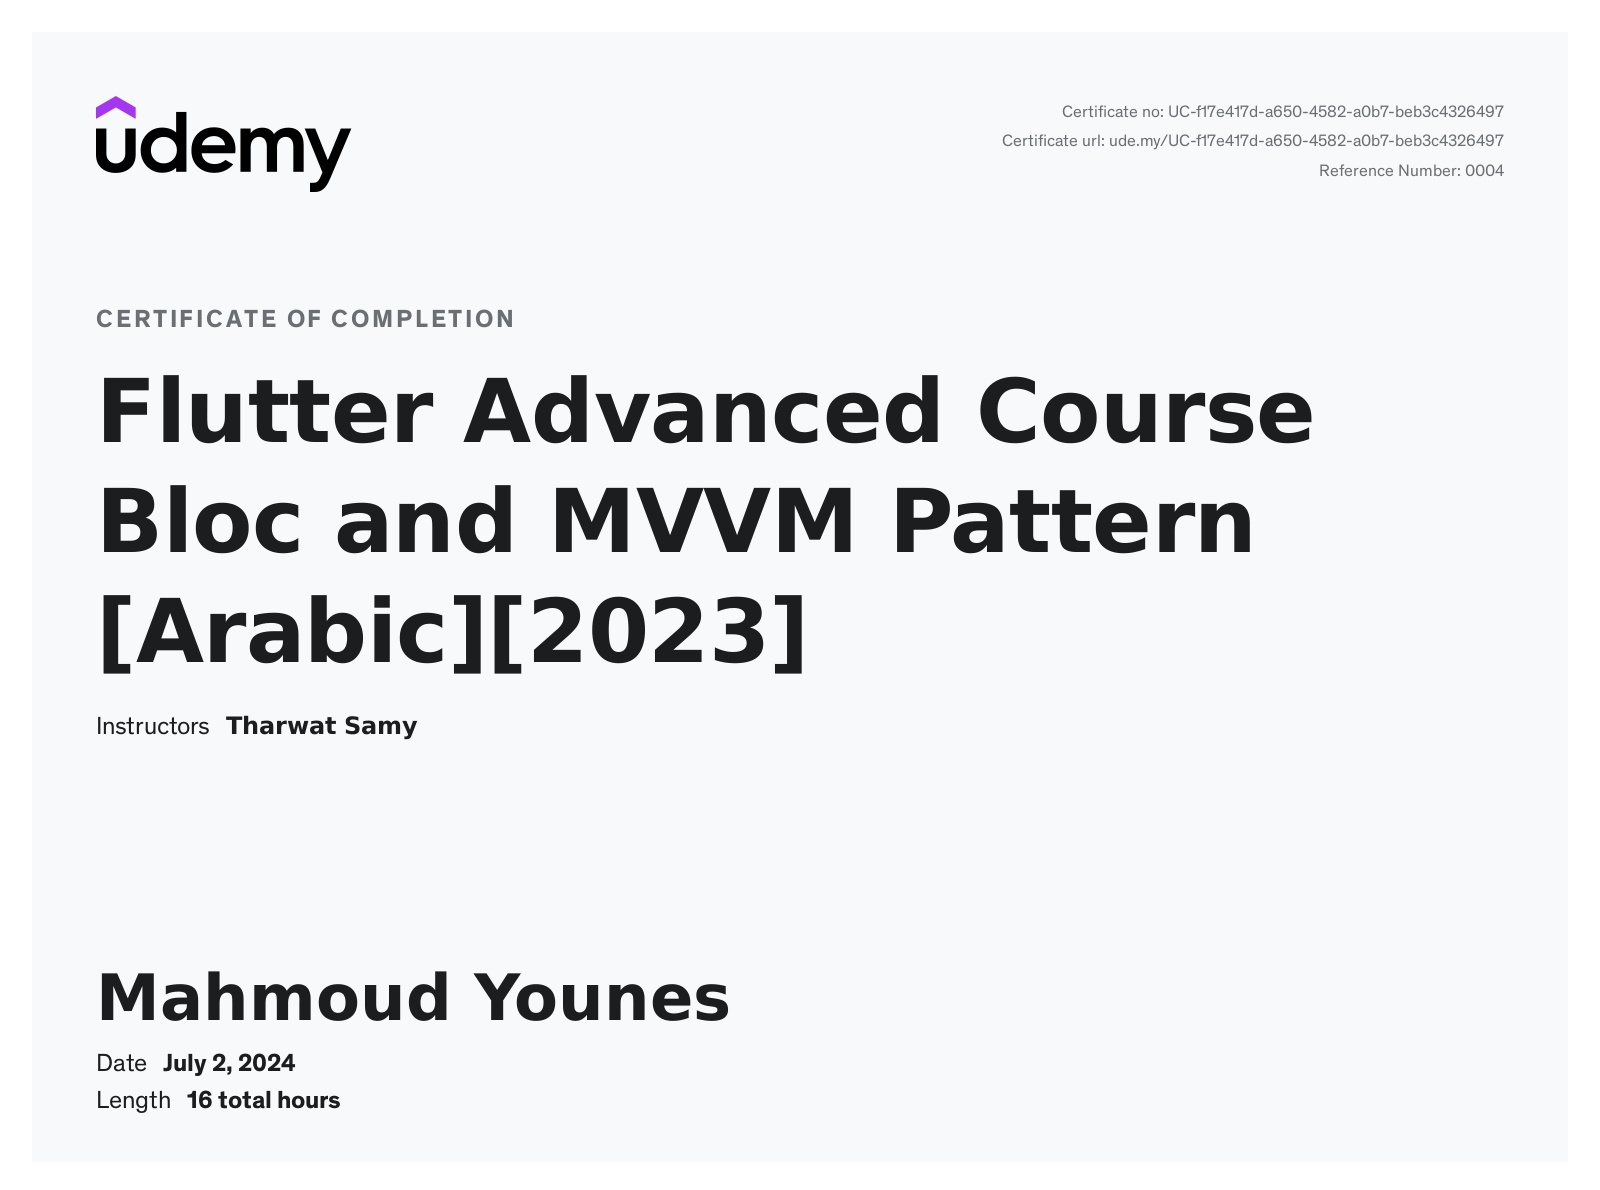 udemy
Certificate no: UC-f17e417d-a650-4582-a0b7-beb3c4326497
Certificate url: ude.my/UC-f17e417d-a650-4582-a0b7-beb3c4326497
Reference Number: 0004
CERTIFICATE OF COMPLETION
Flutter Advanced Course
Bloc and MVVM Pattern
[Arabic][2023]
Instructors Tharwat Samy
Mahmoud Younes
Date July 2, 2024
Length 16 total hours